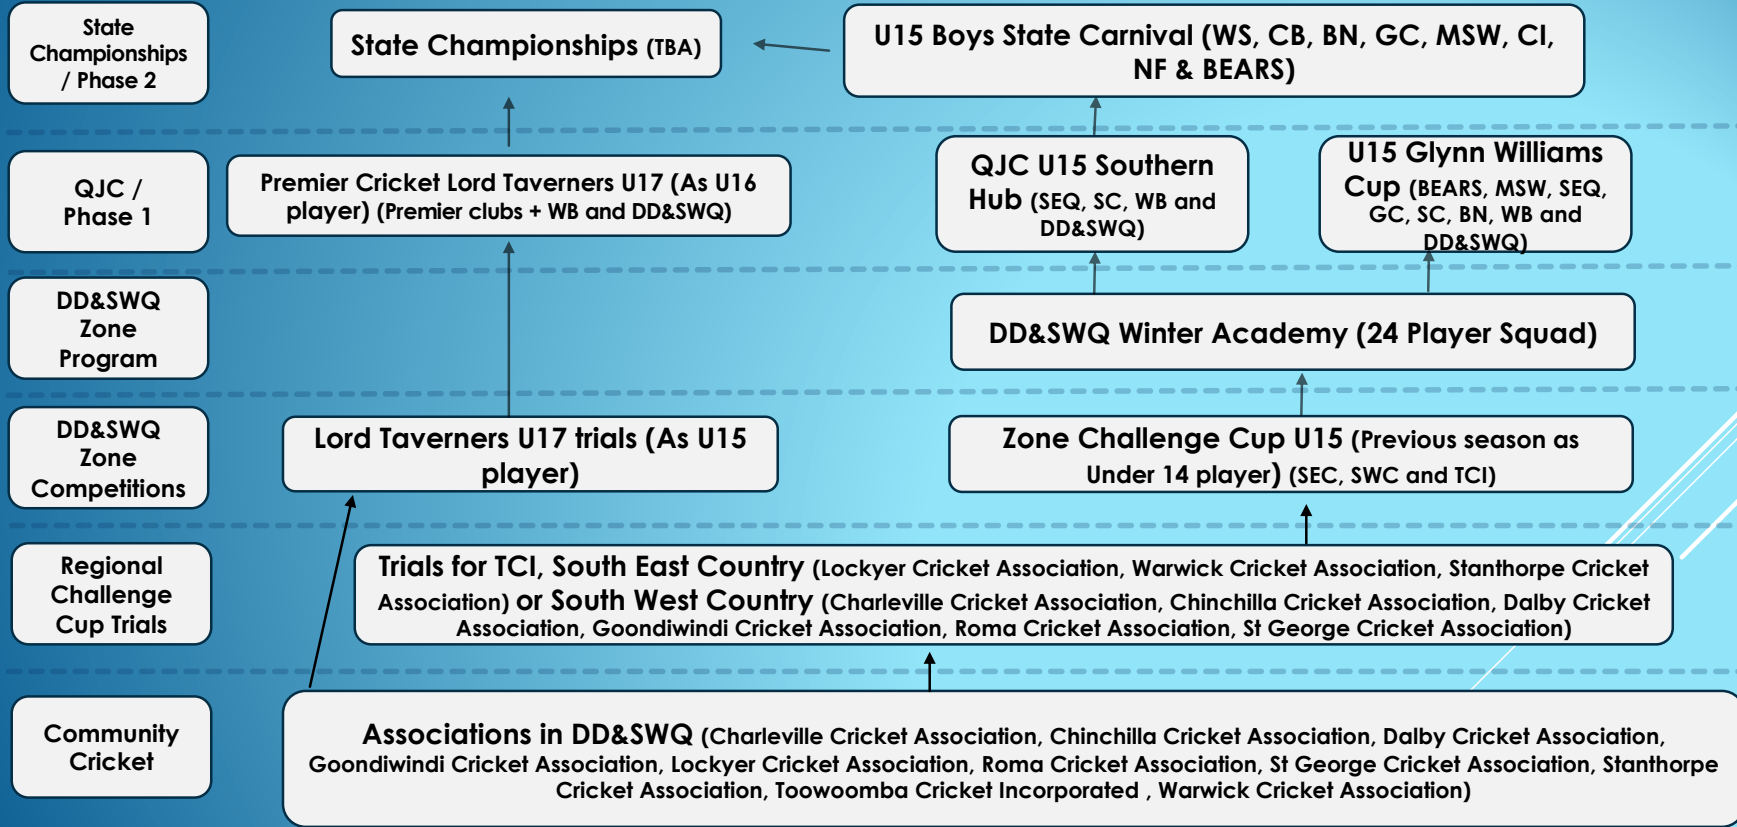 State
Championships
/ Phase 2
State Championships (TBA)
U15 Boys State Carnival (WS, CB, BN, GC, MSW, CI,
NF & BEARS)
QJC /
Phase 1
Premier Cricket Lord Taverners U17 (As U16
player) (Premier clubs + WB and DD&SWQ)
QJC U15 Southern
Hub (SEQ, SC, WB and
DD&SWQ)
U15 Glynn Williams
Cup (BEARS, MSW, SEQ,
GC, SC, BN, WB and
DD&SWQ)
DD&SWQ
Zone
Program
DD&SWQ Winter Academy (24 Player Squad)
DD&SWQ
Zone
Competitions
Lord Taverners U17 trials (As U15
player)
Zone Challenge Cup U15 (Previous season as
Under 14 player) (SEC, SWC and TCI)
Regional
Challenge
Cup Trials
Trials for TCI, South East Country (Lockyer Cricket Association, Warwick Cricket Association, Stanthorpe Cricket
Association) or South West Country (Charleville Cricket Association, Chinchilla Cricket Association, Dalby Cricket
Association, Goondiwindi Cricket Association, Roma Cricket Association, St George Cricket Association)
Community
Cricket
Associations in DD&SWQ (Charleville Cricket Association, Chinchilla Cricket Association, Dalby Cricket Association,
Goondiwindi Cricket Association, Lockyer Cricket Association, Roma Cricket Association, St George Cricket Association, Stanthorpe
Cricket Association, Toowoomba Cricket Incorporated , Warwick Cricket Association)